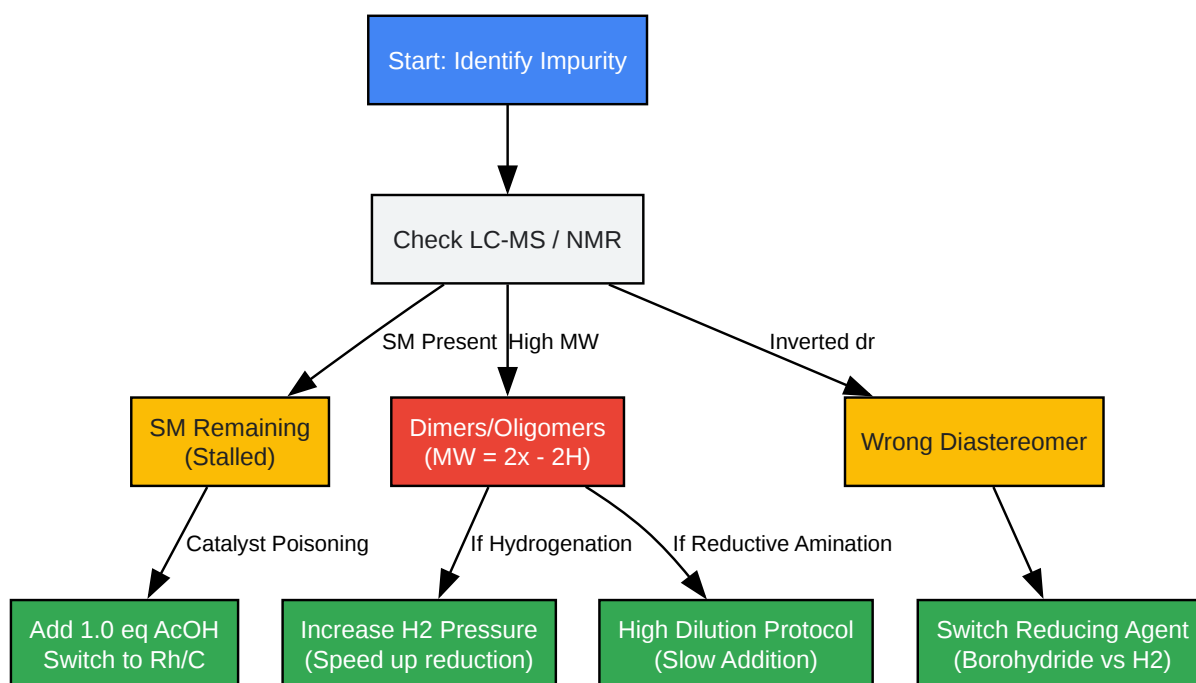 Start: Identify Impurity
Check LC-MS / NMR
SM Present
High MW
Inverted dr
SM Remaining
(Stalled)
Dimers/Oligomers
(MW = 2x - 2H)
Wrong Diastereomer
Catalyst Poisoning
If Hydrogenation
If Reductive Amination
Add 1.0 eq AcOH
Switch to Rh/C
Increase H2 Pressure
(Speed up reduction)
High Dilution Protocol
(Slow Addition)
Switch Reducing Agent
(Borohydride vs H2)